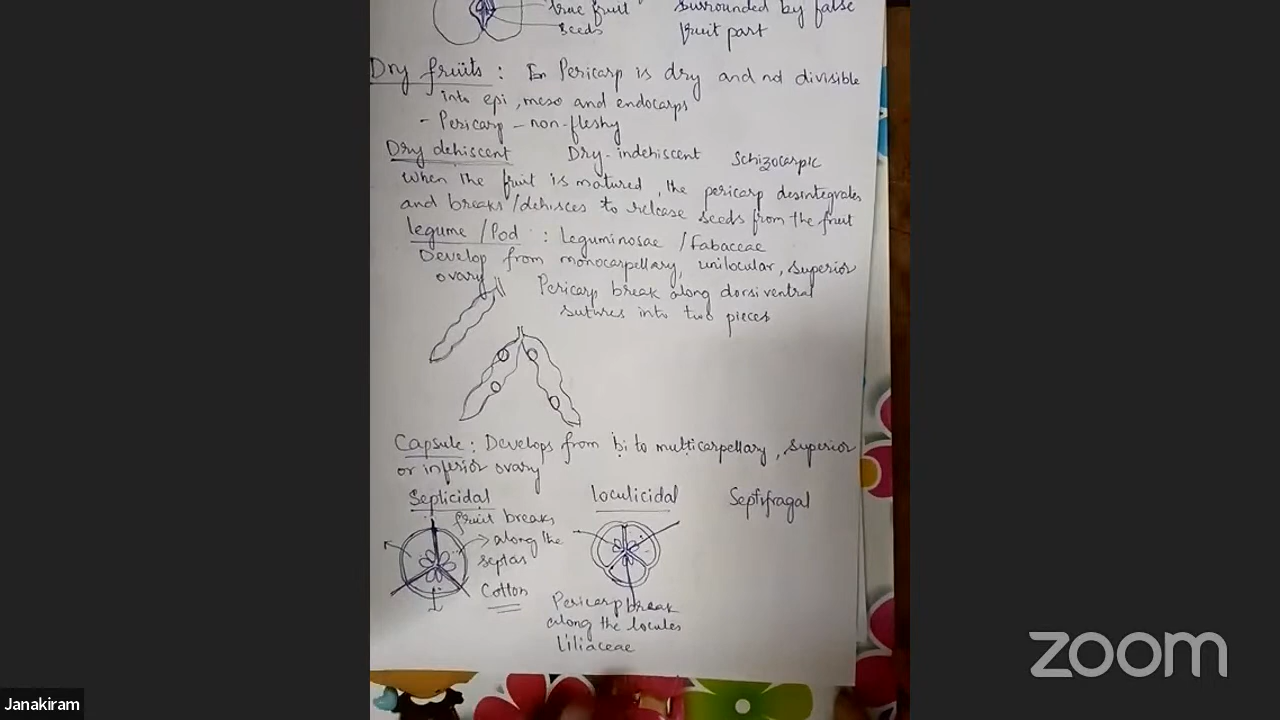 true fruit
seeds
surrounded by false
fruit part
Dry fruits : Pericarp is dry and not divisible
into epi, meso and endocarps
- Pericarp - non-fleshy
Dry dehiscent Dry-indehiscent Schizocarpic
When the fruit is matured, the pericarp desintegrates
and breaks/dehisces to release seeds from the fruit
legume/Pod : Leguminosae/Fabaceae
Develop from monocarpellary, unilocular, superior
ovary
Pericarp break along dorsiventral
sutures into two pieces
Capsule : Develops from bi to multicarpellary, superior
or inferior ovary
Septicidal loculicidal Septifragal
fruit breaks
along the
septas
Cotton
Pericarp break
along the locules
Liliaceae
zoom
Janakiram